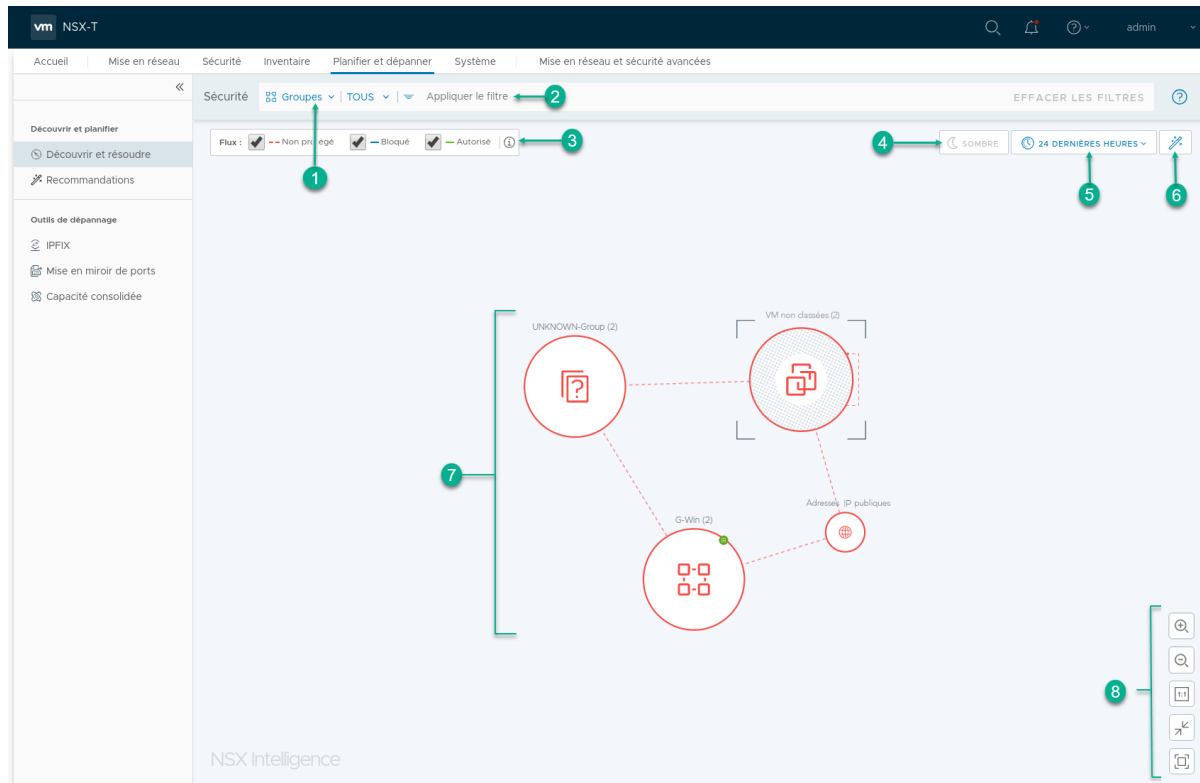 vm NSX-T admin
Accueil Mise en réseau Sécurité Inventaire Planifier et dépanner Système Mise en réseau et sécurité avancées
«
Sécurité Groupes TOUS Appliquer le filtre 2 EFFACER LES FILTRES
Découvrir et planifier
Découvrir et résoudre
Recommandations
Outils de dépannage
IPFIX
Mise en miroir de ports
Capacité consolidée
Flux : Non protégé Bloqué Autorisé 3
4 SOMBRE 24 DERNIÈRES HEURES
1
5
6
UNKNOWN-Group (2)
VM non classées (2)
7
Adresses IP publiques
G-Win (2)
8
1:1
NSX Intelligence